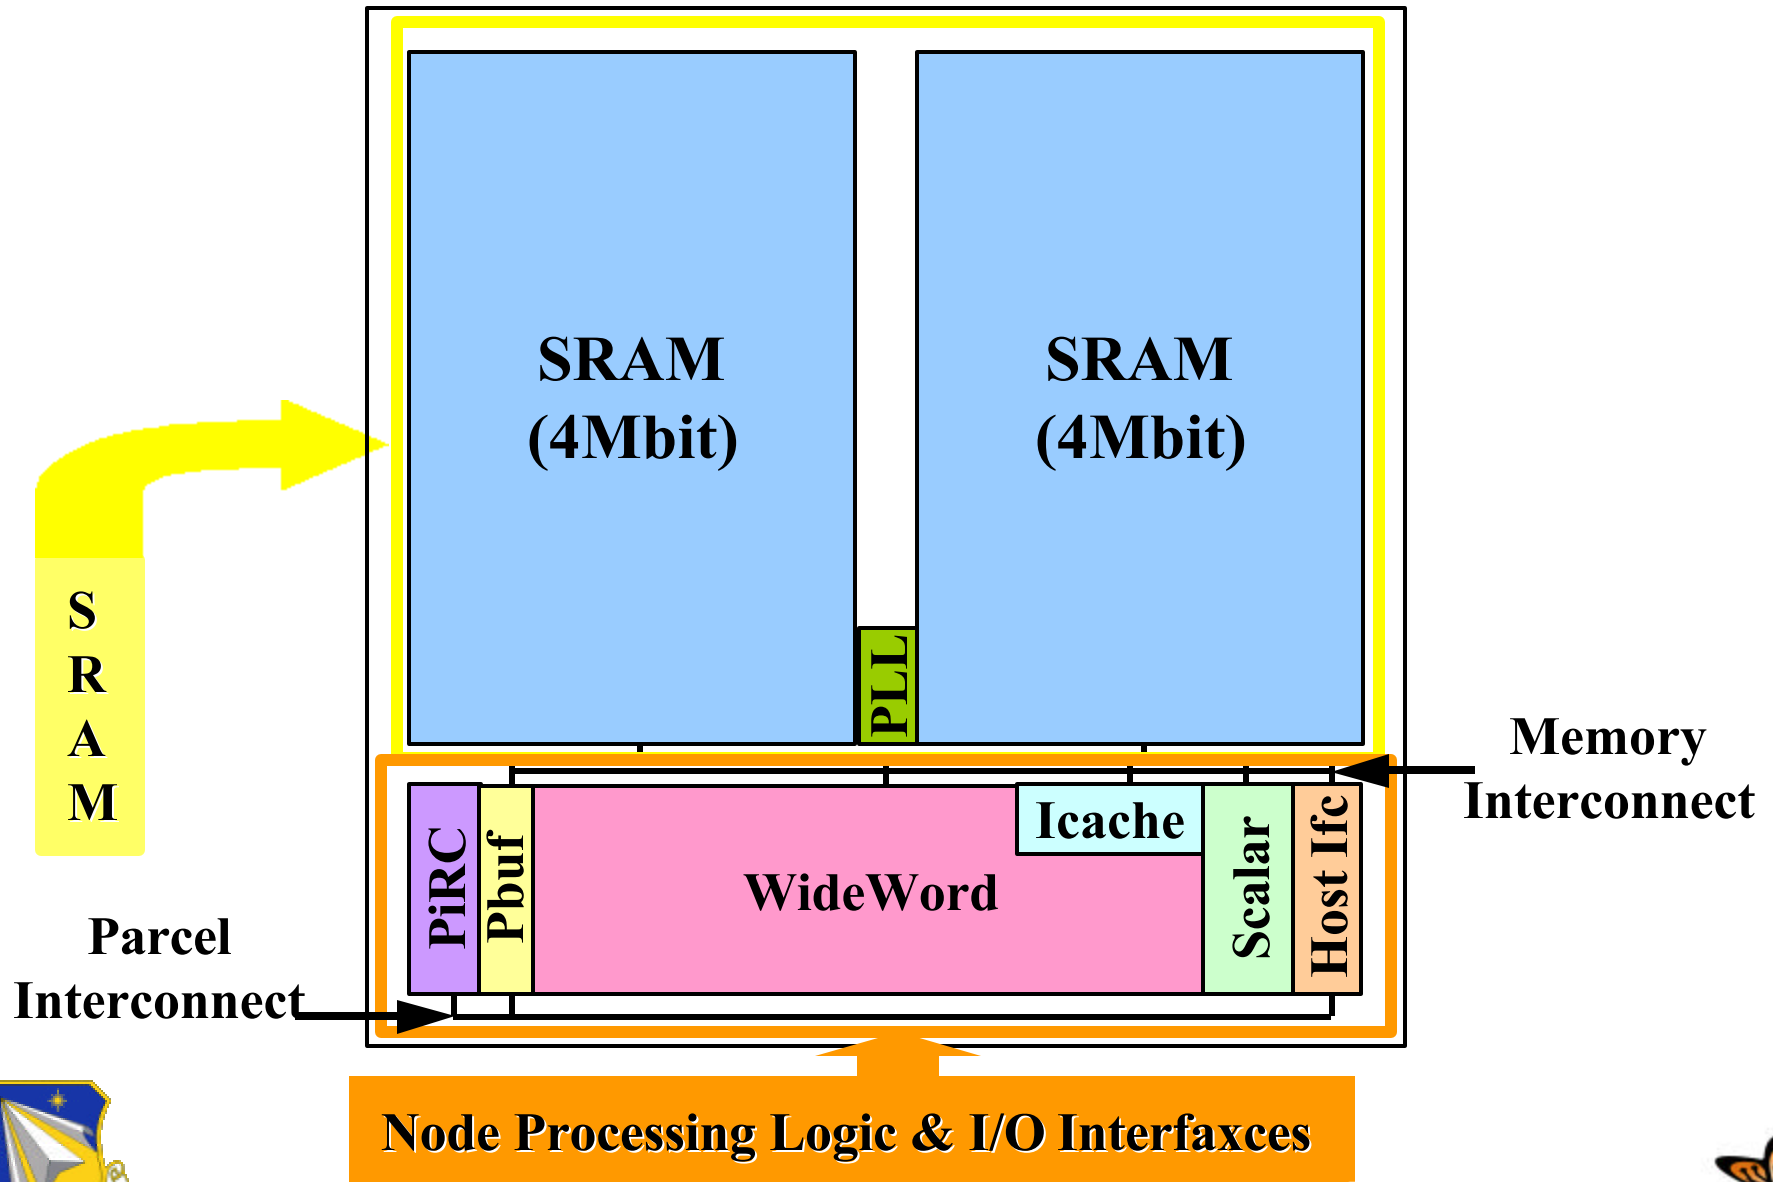 SRAM
(4Mbit)
SRAM
(4Mbit)
S
R
A
M
PLL
Memory
Interconnect
PiRC
Pbuf
WideWord
Icache
Scalar
Host Ifc
Parcel
Interconnect
Node Processing Logic & I/O Interfaxces